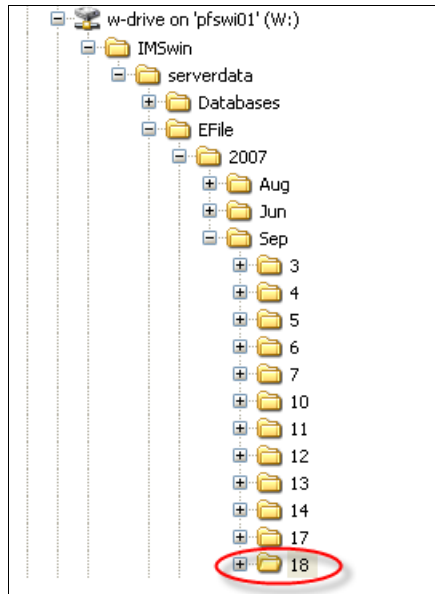 w-drive on 'pfswi01' (W:)
IMSwin
serverdata
Databases
EFile
2007
Aug
Jun
Sep
3
4
5
6
7
10
11
12
13
14
17
18